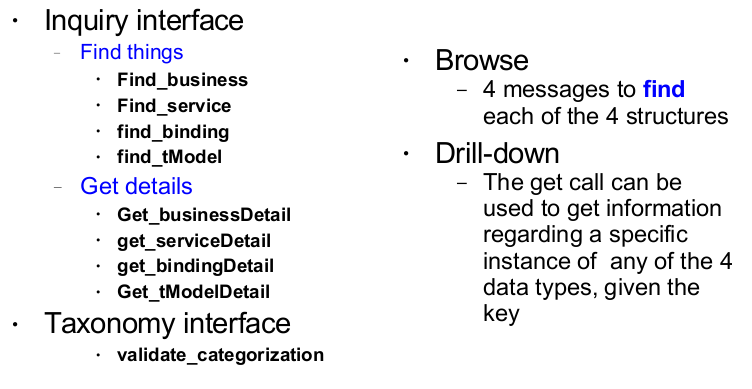 • Inquiry interface
– Find things
• Find_business
• Find_service
• find_binding
• find_tModel
– Get details
• Get_businessDetail
• get_serviceDetail
• get_bindingDetail
• Get_tModelDetail
• Taxonomy interface
• validate_categorization
• Browse
– 4 messages to find
each of the 4 structures
• Drill-down
– The get call can be
used to get information
regarding a specific
instance of any of the 4
data types, given the
key